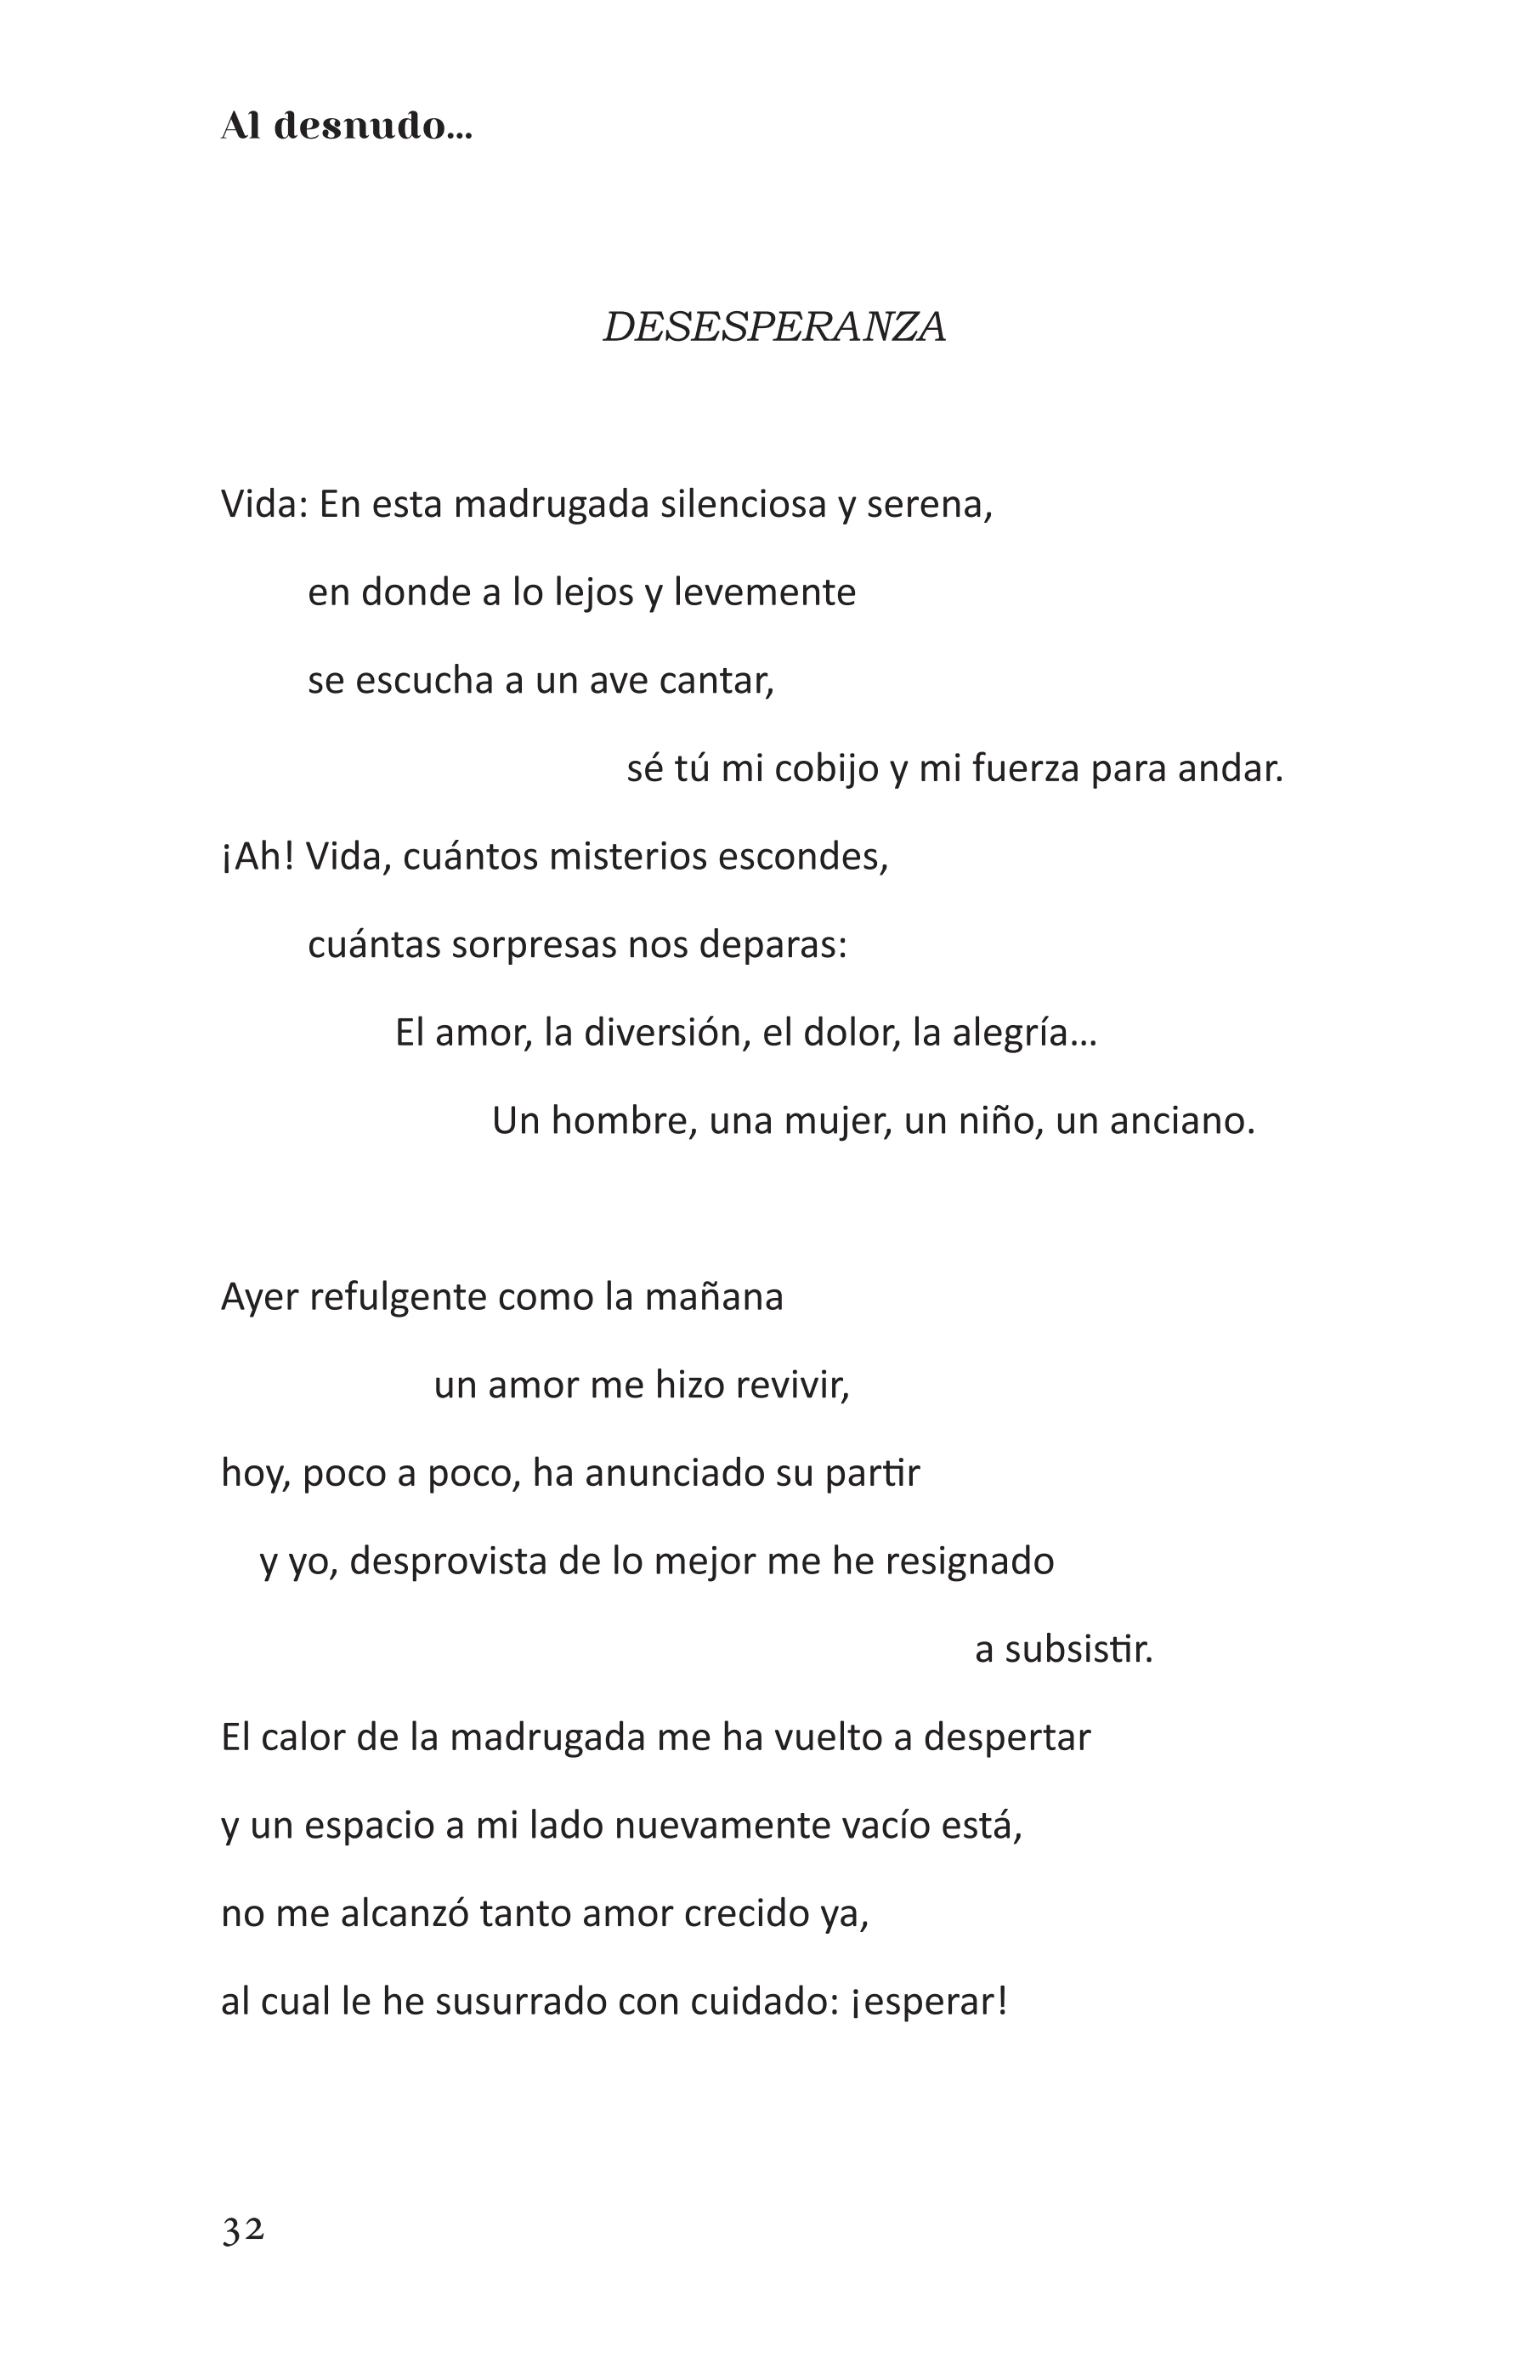 Al desnudo...
DESESPERANZA
Vida: En esta madrugada silenciosa y serena,
en donde a lo lejos y levemente
se escucha a un ave cantar,
sé tú mi cobijo y mi fuerza para andar.
¡Ah! Vida, cuántos misterios escondes,
cuántas sorpresas nos deparas:
El amor, la diversión, el dolor, la alegría...
Un hombre, una mujer, un niño, un anciano.
Ayer refulgente como la mañana
un amor me hizo revivir,
hoy, poco a poco, ha anunciado su partir
y yo, desprovista de lo mejor me he resignado
a subsistir.
El calor de la madrugada me ha vuelto a despertar
y un espacio a mi lado nuevamente vacío está,
no me alcanzó tanto amor crecido ya,
al cual le he susurrado con cuidado: ¡esperar!
32